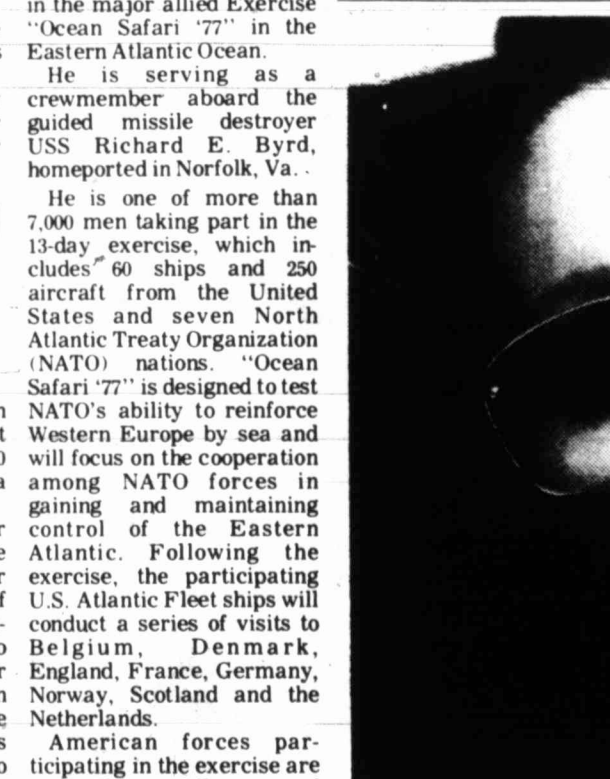 in the major allied Exercise
"Ocean Safari '77" in the
Eastern Atlantic Ocean.
He is serving as a
crewmember aboard the
guided missile destroyer
USS Richard E. Byrd,
homeported in Norfolk, Va.
He is one of more than
7,000 men taking part in the
13-day exercise, which in-
cludes 60 ships and 250
aircraft from the United
States and seven North
Atlantic Treaty Organization
(NATO) nations. "Ocean
Safari '77" is designed to test
NATO's ability to reinforce
Western Europe by sea and
will focus on the cooperation
among NATO forces in
gaining and maintaining
control of the Eastern
Atlantic. Following the
exercise, the participating
U.S. Atlantic Fleet ships will
conduct a series of visits to
Belgium, Denmark,
England, France, Germany,
Norway, Scotland and the
Netherlands.
American forces par-
ticipating in the exercise are